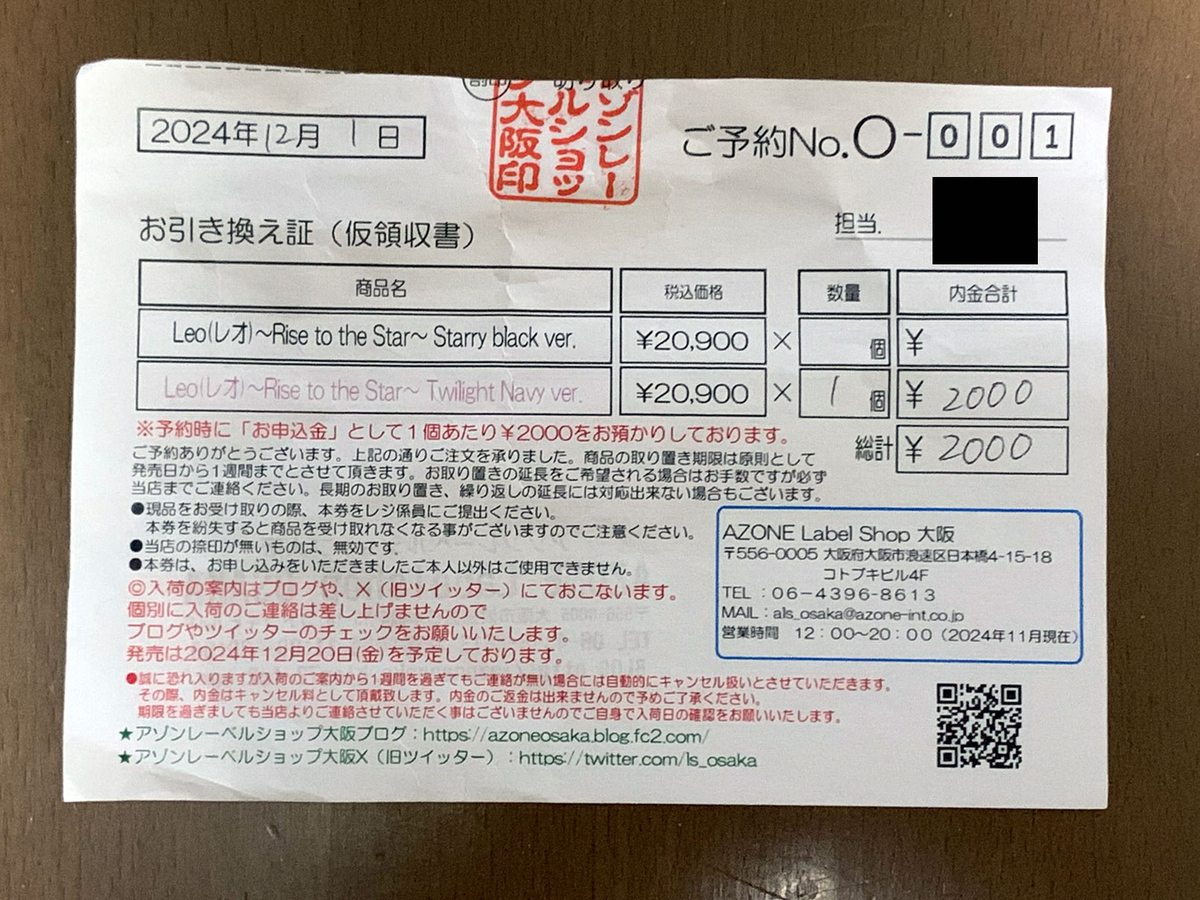 切り取り
ゾンレー
ルショッ
プ大阪印
2024年12月 1日
ご予約No.O-001
担当.
お引き換え証（仮領収書）
商品名 税込価格 数量 内金合計
Leo(レオ)～Rise to the Star～ Starry black ver. ¥20,900 × 個 ¥
Leo(レオ)～Rise to the Star～ Twilight Navy ver. ¥20,900 × 1 個 ¥ 2000
※予約時に「お申込金」として１個あたり¥2000をお預かりしております。
総計 ¥ 2000
ご予約ありがとうございます。上記の通りご注文を承りました。商品の取り置き期限は原則として
発売日から1週間までとさせて頂きます。お取り置きの延長をご希望される場合はお手数ですが必ず
当店までご連絡ください。長期のお取り置き、繰り返しの延長には対応出来ない場合もございます。
●現品をお受け取りの際、本券をレジ係員にご提出ください。
本券を紛失すると商品を受け取れなくなる事がございますのでご注意ください。
●当店の捺印が無いものは、無効です。
●本券は、お申し込みをいただきましたご本人以外はご使用できません。
◎入荷の案内はブログや、X（旧ツイッター）にておこないます。
個別に入荷のご連絡は差し上げませんので
ブログやツイッターのチェックをお願いいたします。
発売は2024年12月20日(金)を予定しております。
AZONE Label Shop 大阪
〒556-0005 大阪府大阪市浪速区日本橋4-15-18
コトブキビル4F
TEL：06-4396-8613
MAIL：als_osaka@azone-int.co.jp
営業時間 12：00～20：00（2024年11月現在）
●誠に恐れ入りますが入荷のご案内から1週間を過ぎてもご連絡が無い場合には自動的にキャンセル扱いとさせていただきます。
その際、内金はキャンセル料として頂戴致します。内金のご返金は出来ませんので予めご了承ください。
期限を過ぎましても当店よりご連絡させていただく事はございませんのでご自身で入荷日の確認をお願いいたします。
★アゾンレーベルショップ大阪ブログ：https://azoneosaka.blog.fc2.com/
★アゾンレーベルショップ大阪X（旧ツイッター）：https://twitter.com/ls_osaka